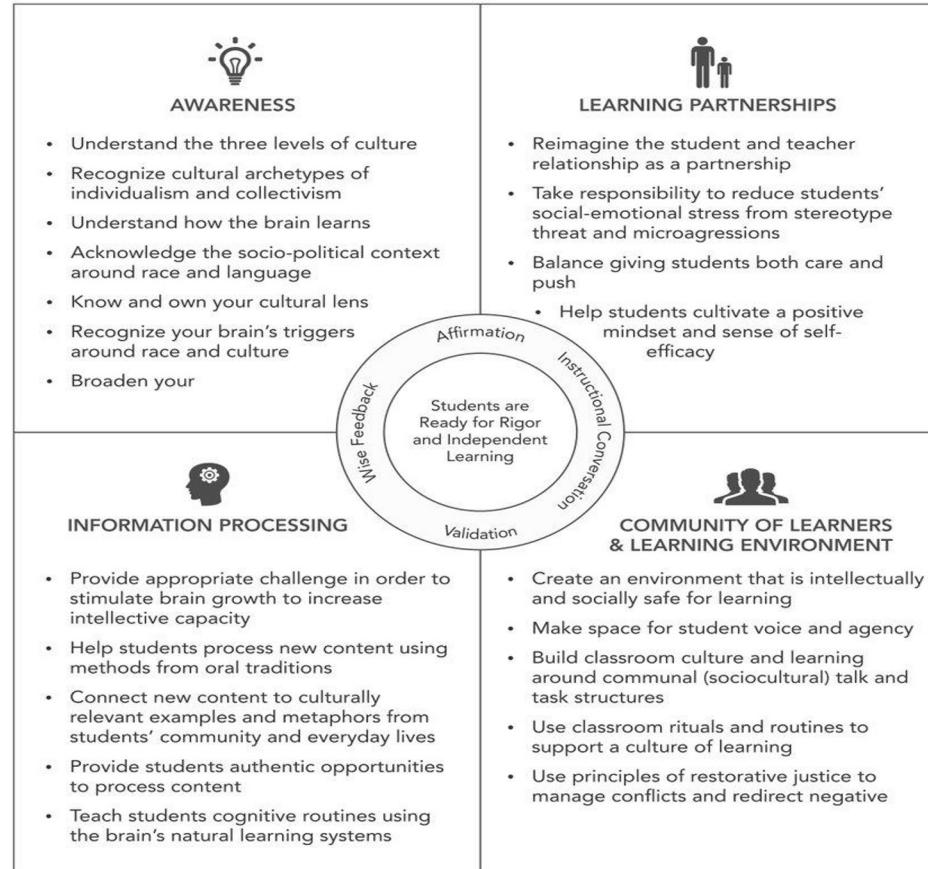 AWARENESS
• Understand the three levels of culture
• Recognize cultural archetypes of
individualism and collectivism
• Understand how the brain learns
• Acknowledge the socio-political context
around race and language
• Know and own your cultural lens
• Recognize your brain's triggers
around race and culture
• Broaden your
LEARNING PARTNERSHIPS
• Reimagine the student and teacher
relationship as a partnership
• Take responsibility to reduce students'
social-emotional stress from stereotype
threat and microagressions
• Balance giving students both care and
push
• Help students cultivate a positive
mindset and sense of self-
efficacy
Affirmation
Instructional Conversation
Validation
Wise Feedback
Students are
Ready for Rigor
and Independent
Learning
INFORMATION PROCESSING
• Provide appropriate challenge in order to
stimulate brain growth to increase
intellective capacity
• Help students process new content using
methods from oral traditions
• Connect new content to culturally
relevant examples and metaphors from
students' community and everyday lives
• Provide students authentic opportunities
to process content
• Teach students cognitive routines using
the brain's natural learning systems
COMMUNITY OF LEARNERS
& LEARNING ENVIRONMENT
• Create an environment that is intellectually
and socially safe for learning
• Make space for student voice and agency
• Build classroom culture and learning
around communal (sociocultural) talk and
task structures
• Use classroom rituals and routines to
support a culture of learning
• Use principles of restorative justice to
manage conflicts and redirect negative